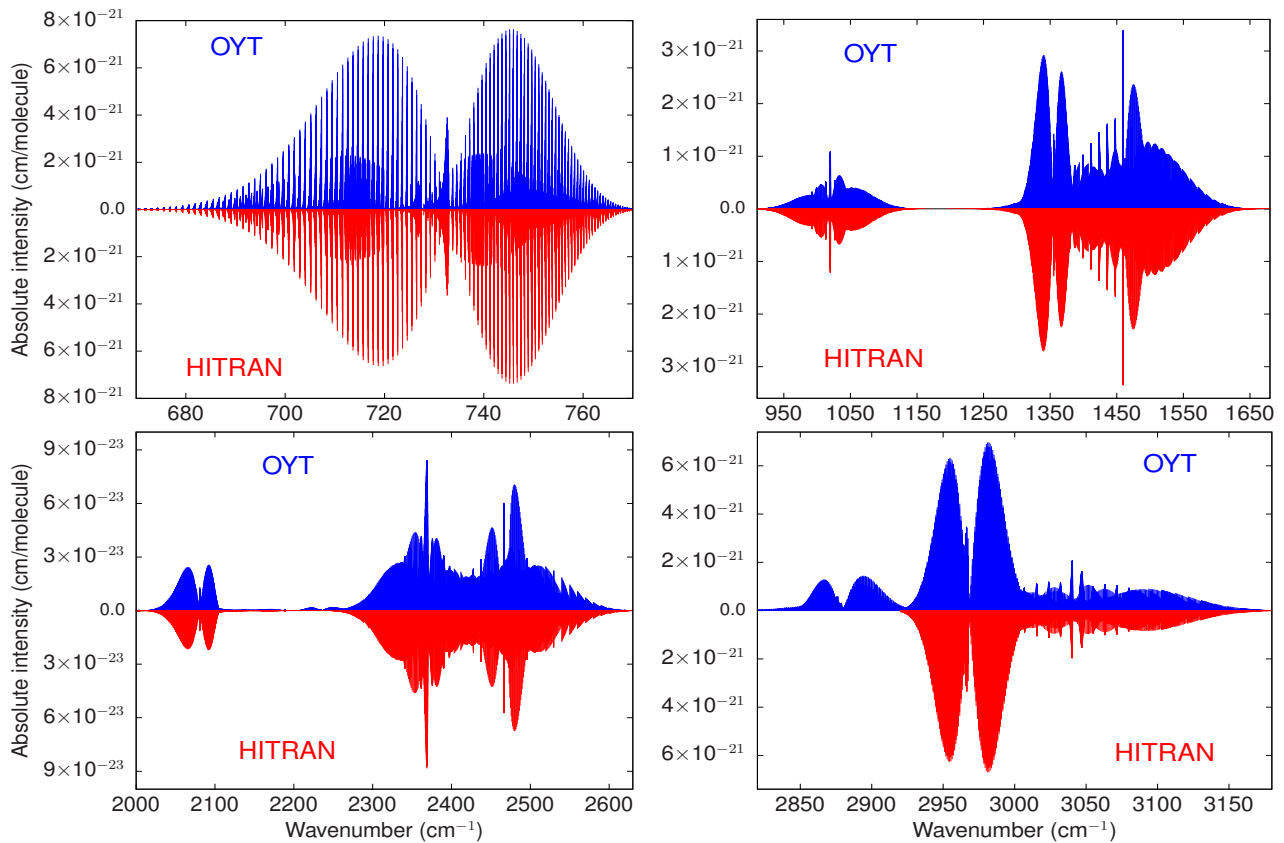 Absolute intensity (cm/molecule)
8×10⁻²¹
6×10⁻²¹
4×10⁻²¹
2×10⁻²¹
0.0
2×10⁻²¹
4×10⁻²¹
6×10⁻²¹
8×10⁻²¹
OYT
HITRAN
680 700 720 740 760
3×10⁻²¹
2×10⁻²¹
1×10⁻²¹
0.0
1×10⁻²¹
2×10⁻²¹
3×10⁻²¹
OYT
HITRAN
950 1050 1150 1250 1350 1450 1550 1650
Absolute intensity (cm/molecule)
9×10⁻²³
6×10⁻²³
3×10⁻²³
0.0
3×10⁻²³
6×10⁻²³
9×10⁻²³
OYT
HITRAN
2000 2100 2200 2300 2400 2500 2600
Wavenumber (cm⁻¹)
6×10⁻²¹
4×10⁻²¹
2×10⁻²¹
0.0
2×10⁻²¹
4×10⁻²¹
6×10⁻²¹
OYT
HITRAN
2850 2900 2950 3000 3050 3100 3150
Wavenumber (cm⁻¹)